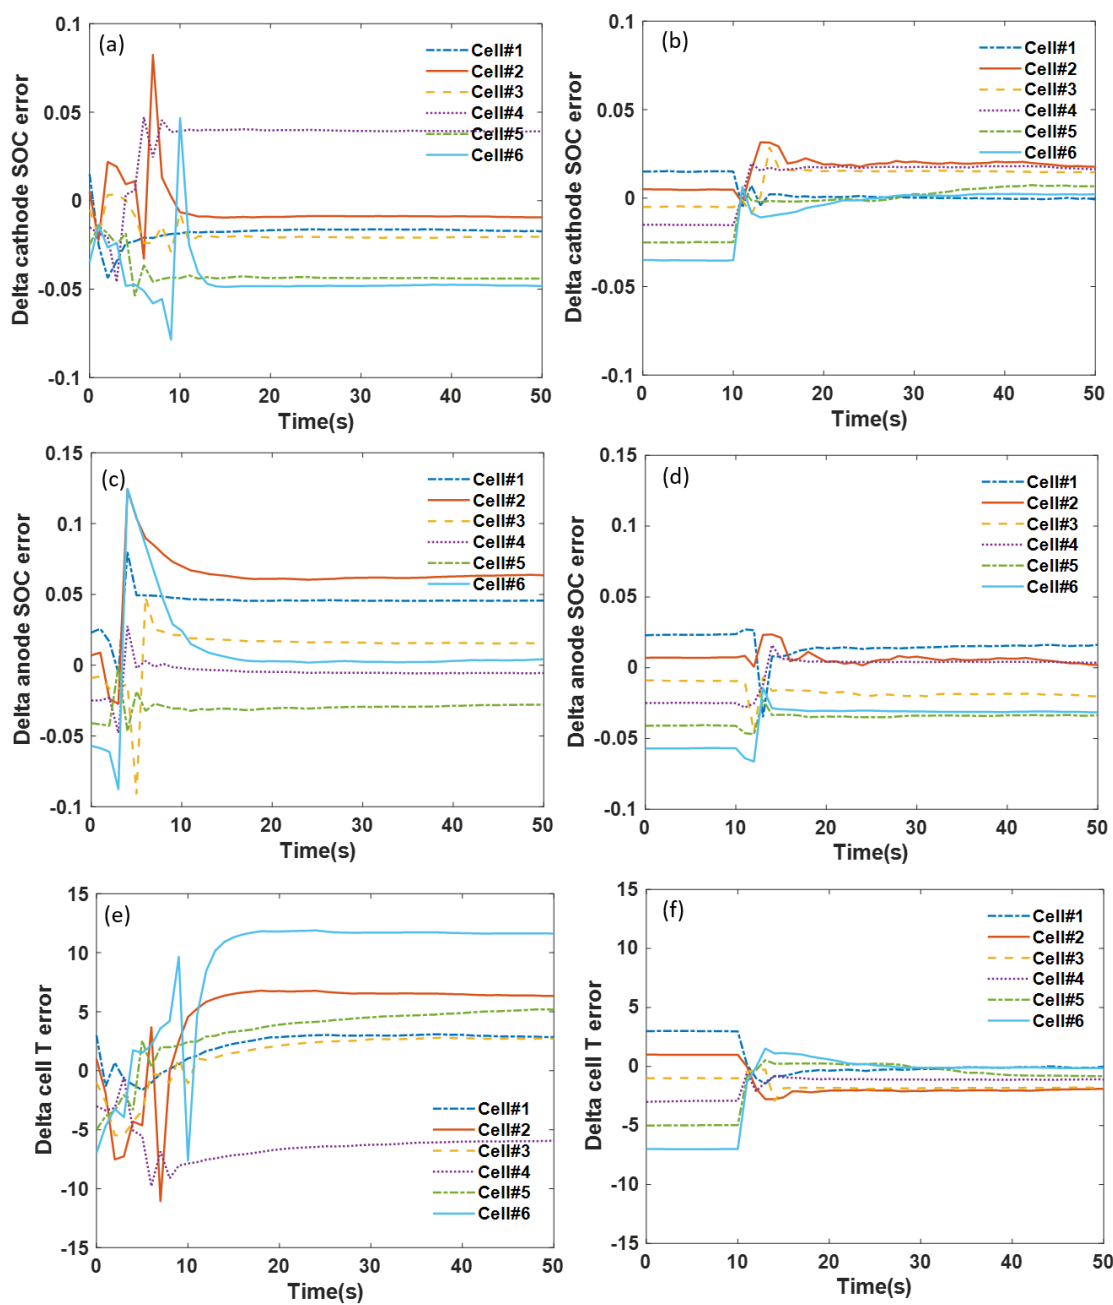 (a)
0.1
0.05
0
-0.05
-0.1
Delta cathode SOC error
Cell#1
Cell#2
Cell#3
Cell#4
Cell#5
Cell#6
0 10 20 30 40 50
Time(s)
(b)
0.1
0.05
0
-0.05
-0.1
Delta cathode SOC error
Cell#1
Cell#2
Cell#3
Cell#4
Cell#5
Cell#6
0 10 20 30 40 50
Time(s)
(c)
0.15
0.1
0.05
0
-0.05
-0.1
Delta anode SOC error
Cell#1
Cell#2
Cell#3
Cell#4
Cell#5
Cell#6
0 10 20 30 40 50
Time(s)
(d)
0.15
0.1
0.05
0
-0.05
-0.1
Delta anode SOC error
Cell#1
Cell#2
Cell#3
Cell#4
Cell#5
Cell#6
0 10 20 30 40 50
Time(s)
(e)
15
10
5
0
-5
-10
-15
Delta cell T error
Cell#1
Cell#2
Cell#3
Cell#4
Cell#5
Cell#6
0 10 20 30 40 50
Time(s)
(f)
15
10
5
0
-5
-10
-15
Delta cell T error
Cell#1
Cell#2
Cell#3
Cell#4
Cell#5
Cell#6
0 10 20 30 40 50
Time(s)